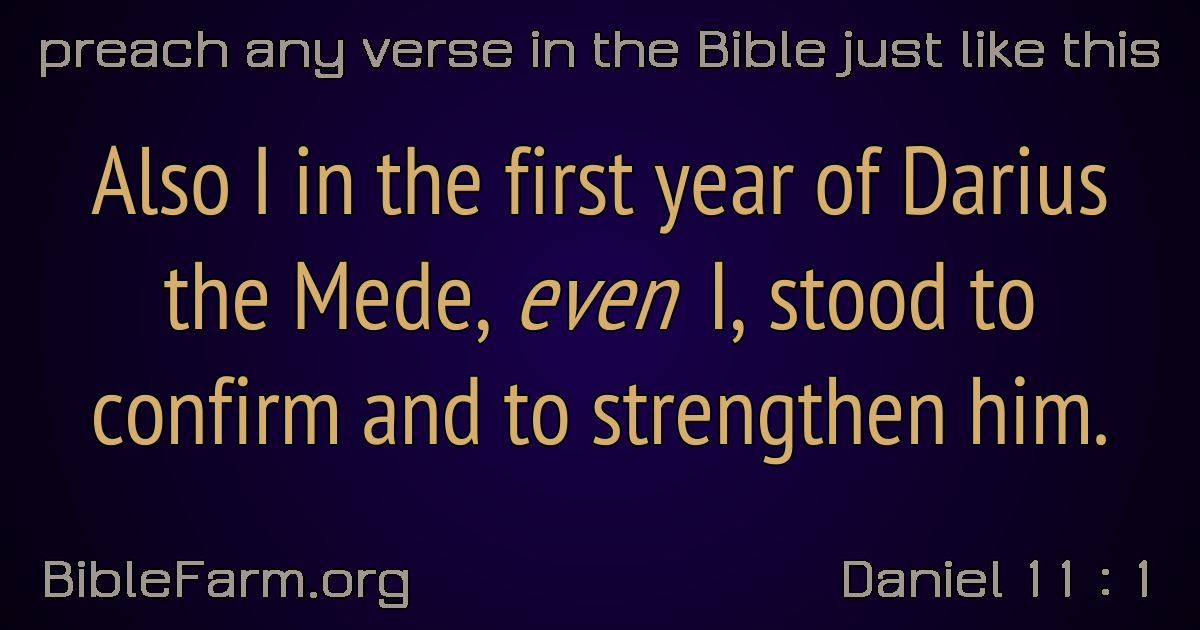 preach any verse in the Bible just like this
Also I in the first year of Darius
the Mede, even I, stood to
confirm and to strengthen him.
BibleFarm.org
Daniel 11 : 1